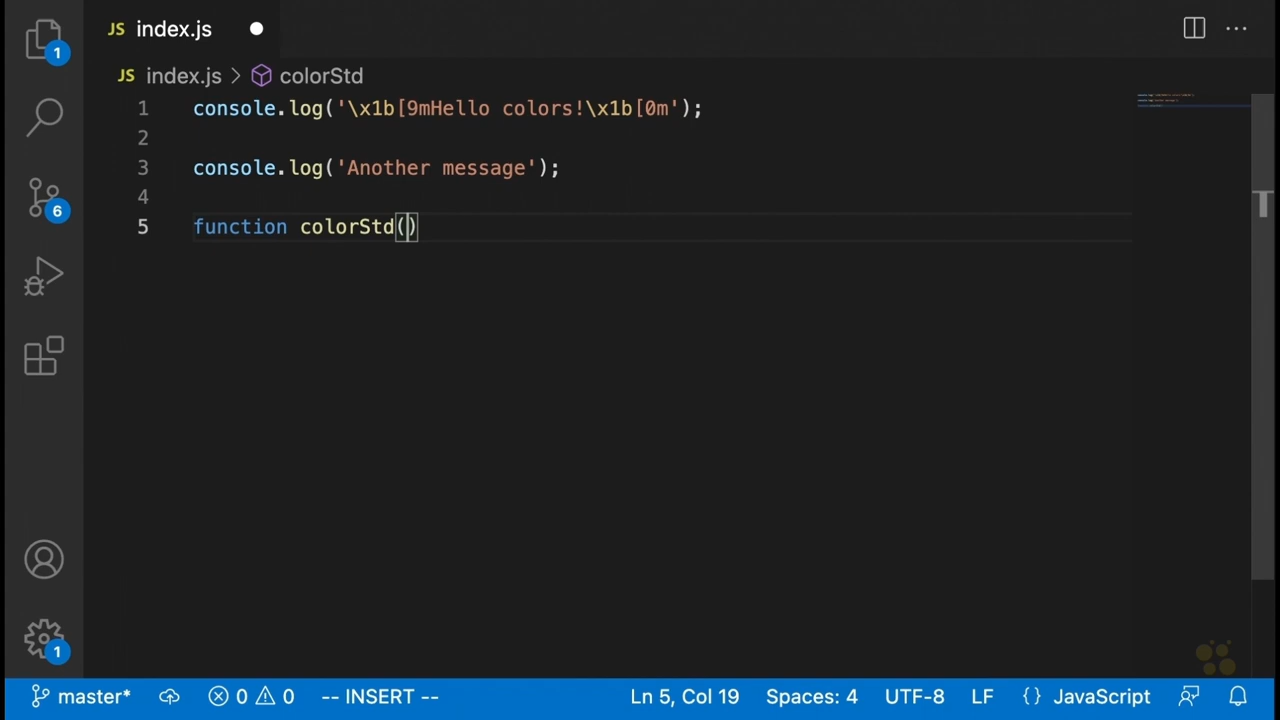 JS index.js
1
JS index.js > colorStd
1 console.log('\x1b[9mHello colors!\x1b[0m');
2
3 console.log('Another message');
4
5 function colorStd()
6
1
master* 0 0 -- INSERT -- Ln 5, Col 19 Spaces: 4 UTF-8 LF {} JavaScript